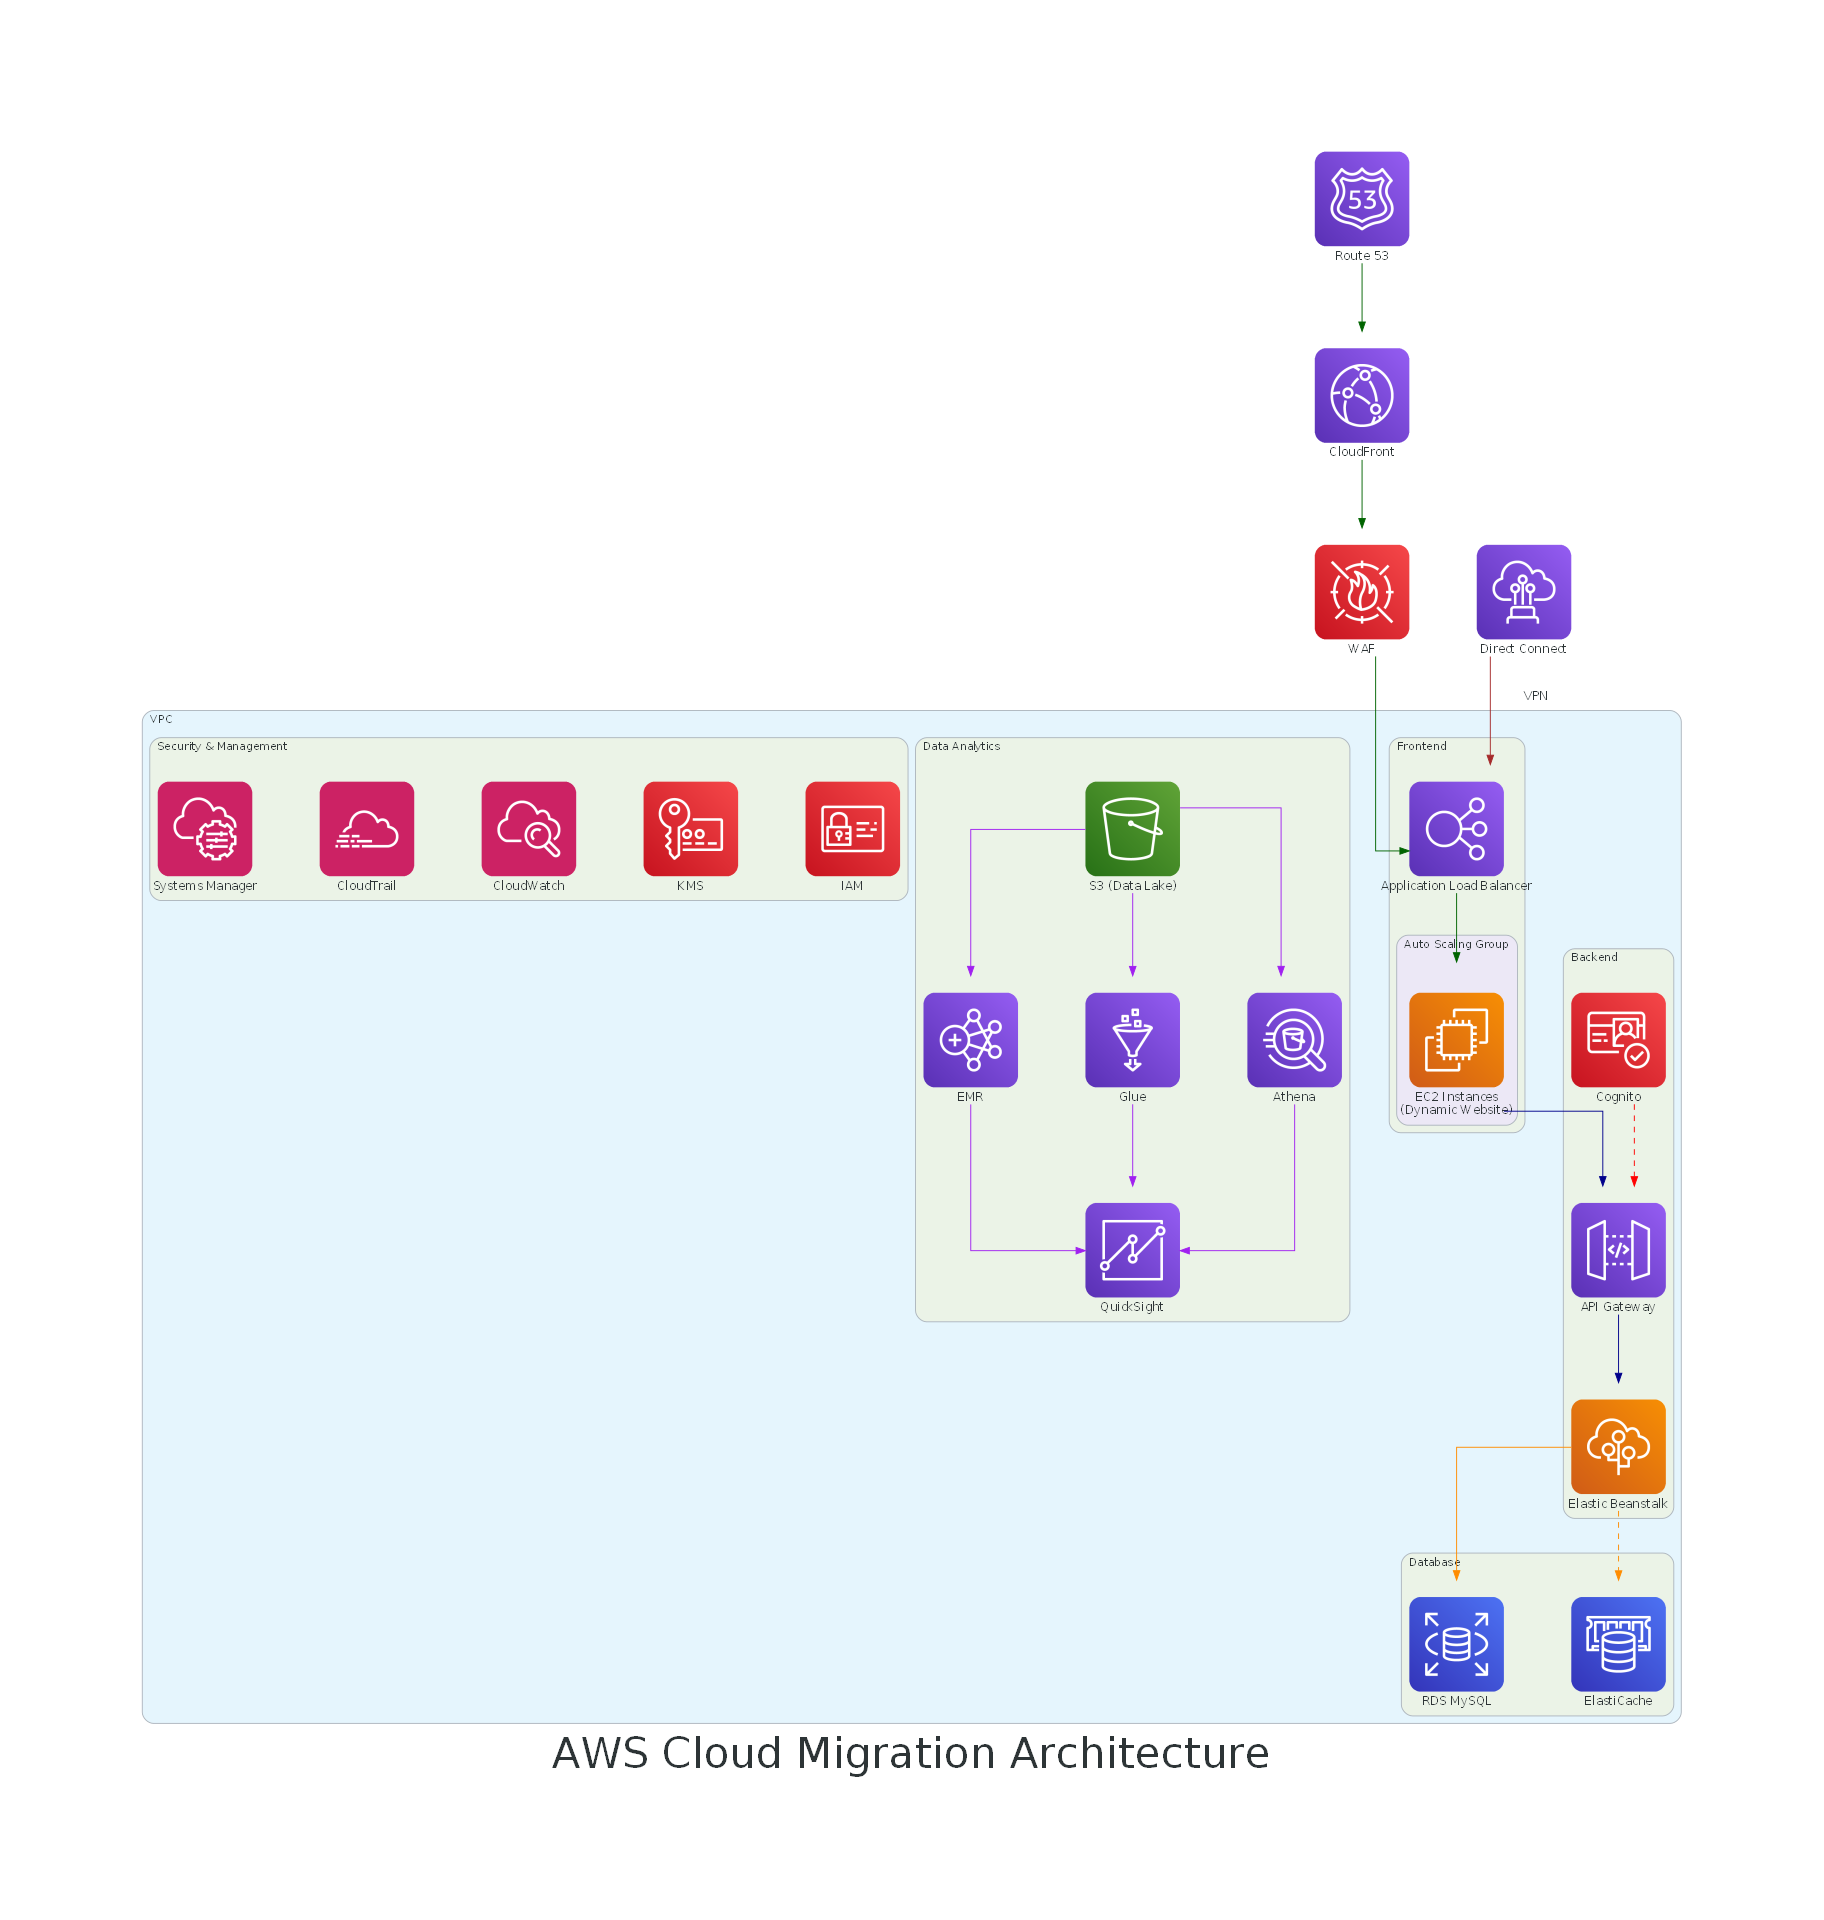 53
Route 53
CloudFront
WAF
Direct Connect
VPN
VPC
Security & Management
Systems Manager
CloudTrail
CloudWatch
KMS
IAM
Data Analytics
S3 (Data Lake)
EMR
Glue
Athena
QuickSight
Frontend
Application Load Balancer
Auto Scaling Group
EC2 Instances
(Dynamic Website)
Backend
Cognito
</>
API Gateway
Elastic Beanstalk
Database
RDS MySQL
ElastiCache
AWS Cloud Migration Architecture